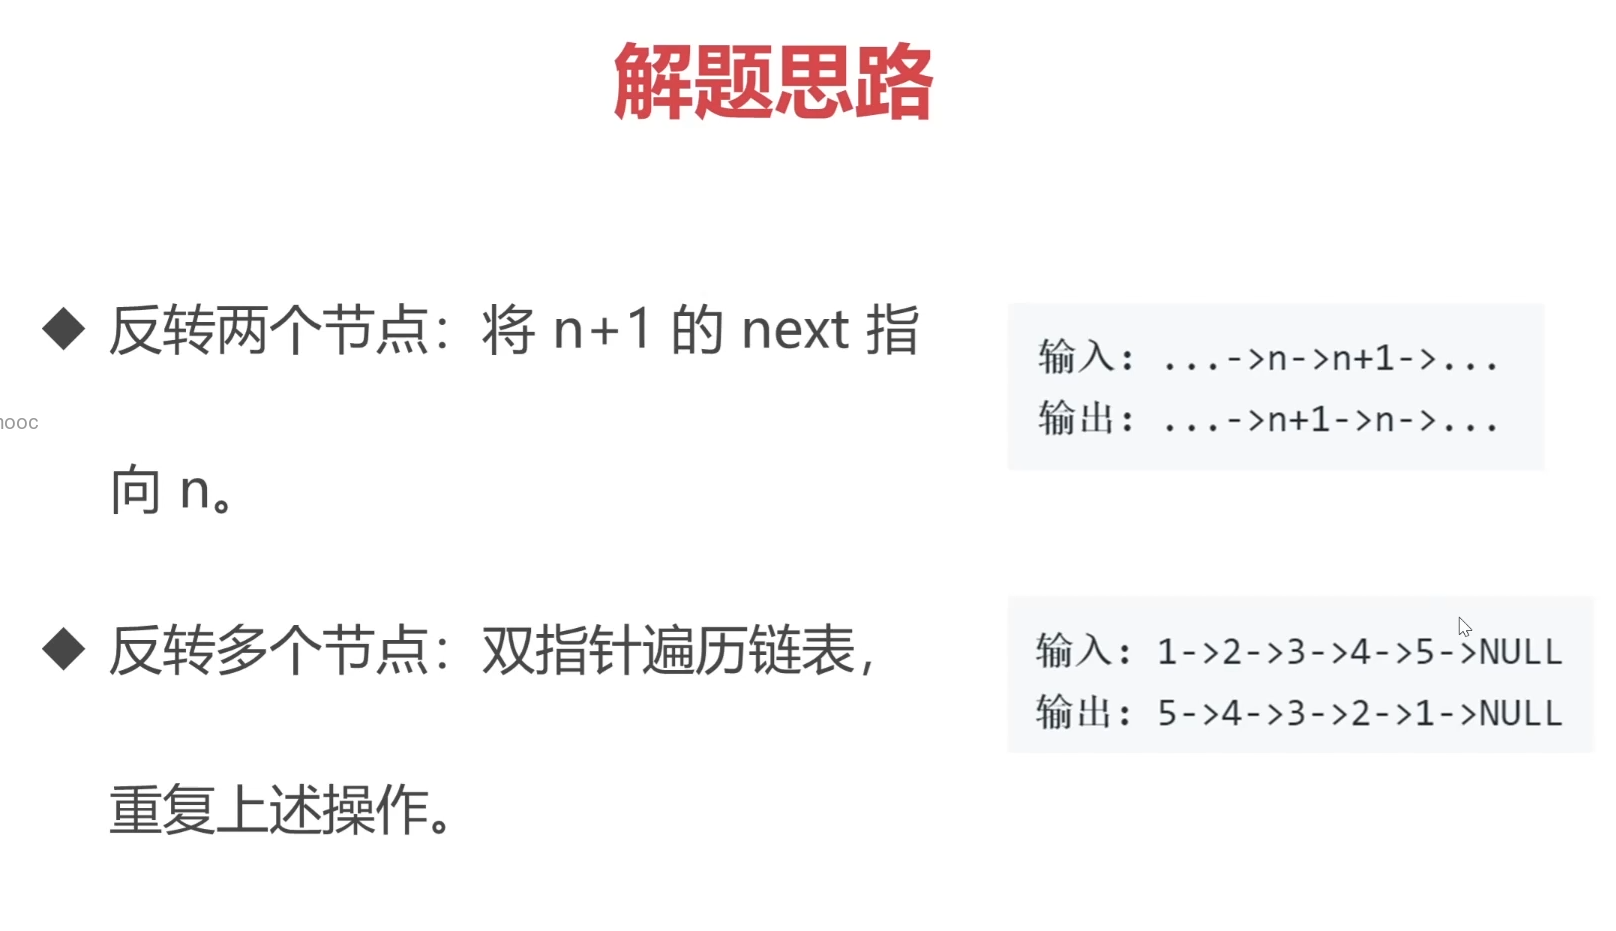 解题思路
◆ 反转两个节点：将 n+1 的 next 指
向 n。
输入: ...->n->n+1->...
输出: ...->n+1->n->...
◆ 反转多个节点：双指针遍历链表，
重复上述操作。
输入: 1->2->3->4->5->NULL
输出: 5->4->3->2->1->NULL